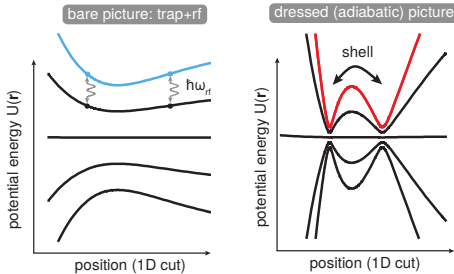 bare picture: trap+rf
potential energy U(r)
ħω_rf
position (1D cut)
dressed (adiabatic) picture
potential energy U(r)
shell
position (1D cut)